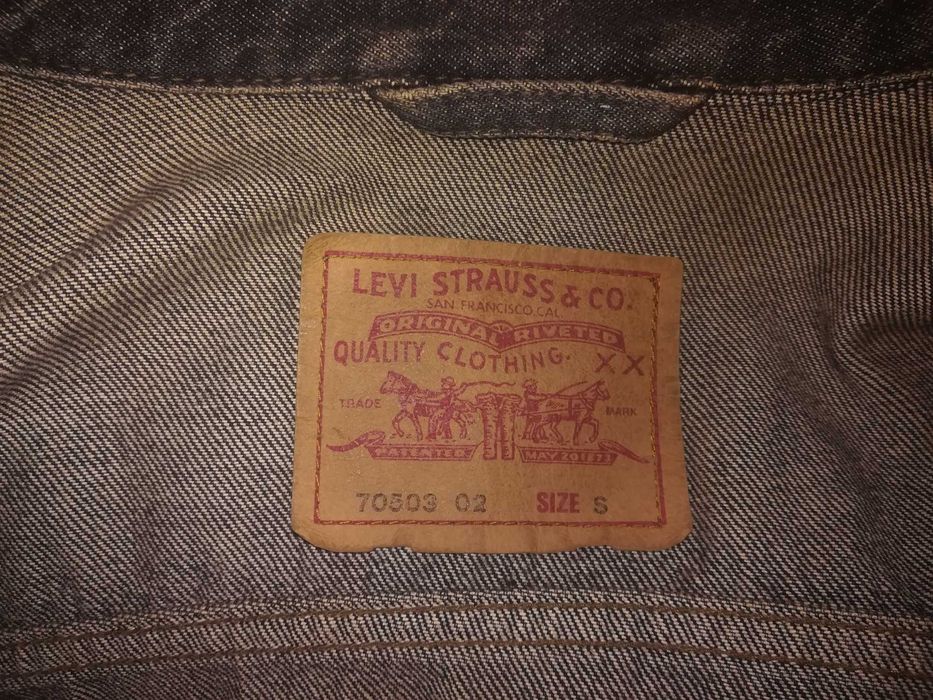 LEVI STRAUSS & CO.
SAN FRANCISCO, CAL.
ORIGINAL RIVETED
QUALITY CLOTHING. XX
TRADE MARK
PATENTED MAY 20 1873
70503 02 SIZE S